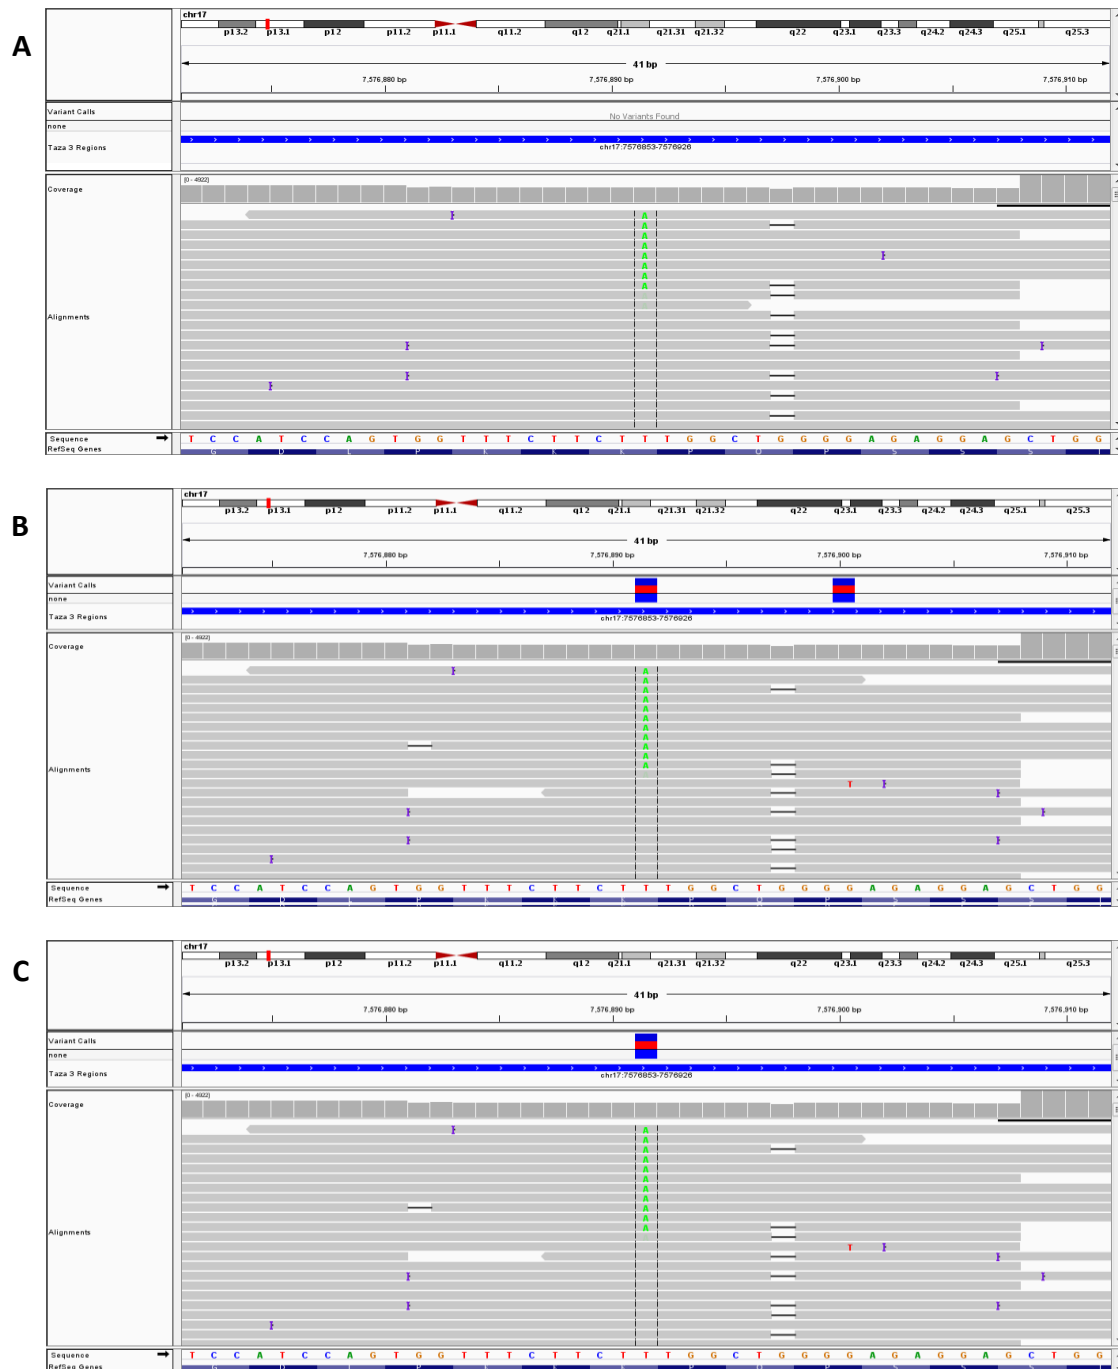 A
chr17
p13.2 p13.1 p12 p11.2 p11.1 q11.2 q12 q21.1 q21.31 q21.32 q22 q23.1 q23.3 q24.2 q24.3 q25.1 q25.3
41 bp
7,576,880 bp 7,576,890 bp 7,576,900 bp 7,576,910 bp
Variant Calls
No Variants Found
none
Taza 3 Regions
chr17:7576853-7576926
[0 - 4922]
Coverage
A
A
A
A
A
A
A
A
Alignments
Sequence T C C A T C C A G T G G T T T C T T C T T T G G C T G G G G A G A G G A G C T G G
RefSeq Genes G D L P K K K P Q P S S S
B
chr17
p13.2 p13.1 p12 p11.2 p11.1 q11.2 q12 q21.1 q21.31 q21.32 q22 q23.1 q23.3 q24.2 q24.3 q25.1 q25.3
41 bp
7,576,880 bp 7,576,890 bp 7,576,900 bp 7,576,910 bp
Variant Calls
none
Taza 3 Regions
chr17:7576853-7576926
[0 - 4922]
Coverage
A
A
A
A
A
A
A
A
A
A
Alignments
T
Sequence T C C A T C C A G T G G T T T C T T C T T T G G C T G G G G A G A G G A G C T G G
RefSeq Genes
C
chr17
p13.2 p13.1 p12 p11.2 p11.1 q11.2 q12 q21.1 q21.31 q21.32 q22 q23.1 q23.3 q24.2 q24.3 q25.1 q25.3
41 bp
7,576,880 bp 7,576,890 bp 7,576,900 bp 7,576,910 bp
Variant Calls
none
Taza 3 Regions
chr17:7576853-7576926
[0 - 4922]
Coverage
A
A
A
A
A
A
A
A
A
A
A
Alignments
T
Sequence T C C A T C C A G T G G T T T C T T C T T T G G C T G G G G A G A G G A G C T G G
RefSeq Genes